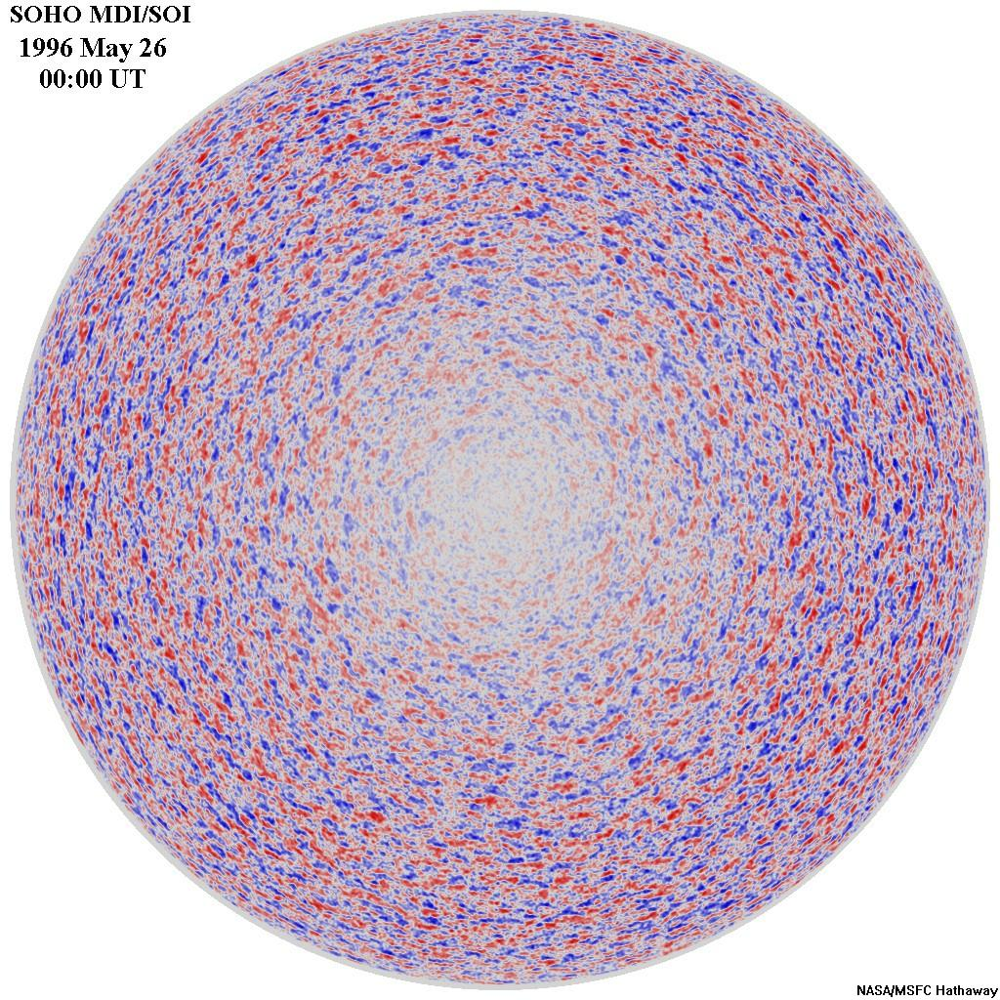 SOHO MDI/SOI
1996 May 26
00:00 UT
NASA/MSFC Hathaway